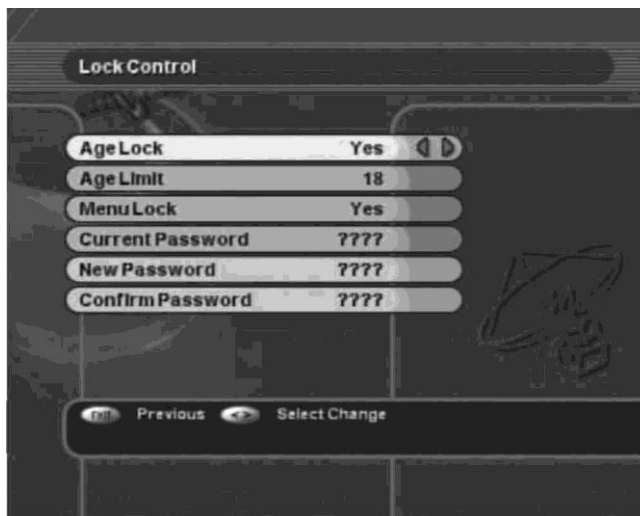 Lock Control
Age Lock Yes
Age Limit 18
Menu Lock Yes
Current Password ????
New Password ????
Confirm Password ????
Exit Previous <> Select Change